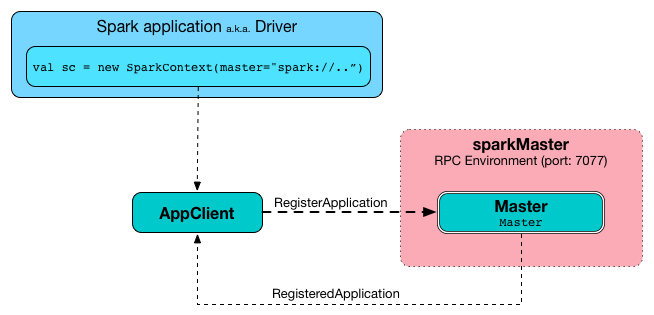 Spark application a.k.a. Driver
val sc = new SparkContext(master="spark://..”)
sparkMaster
RPC Environment (port: 7077)
AppClient
RegisterApplication
Master
Master
RegisteredApplication